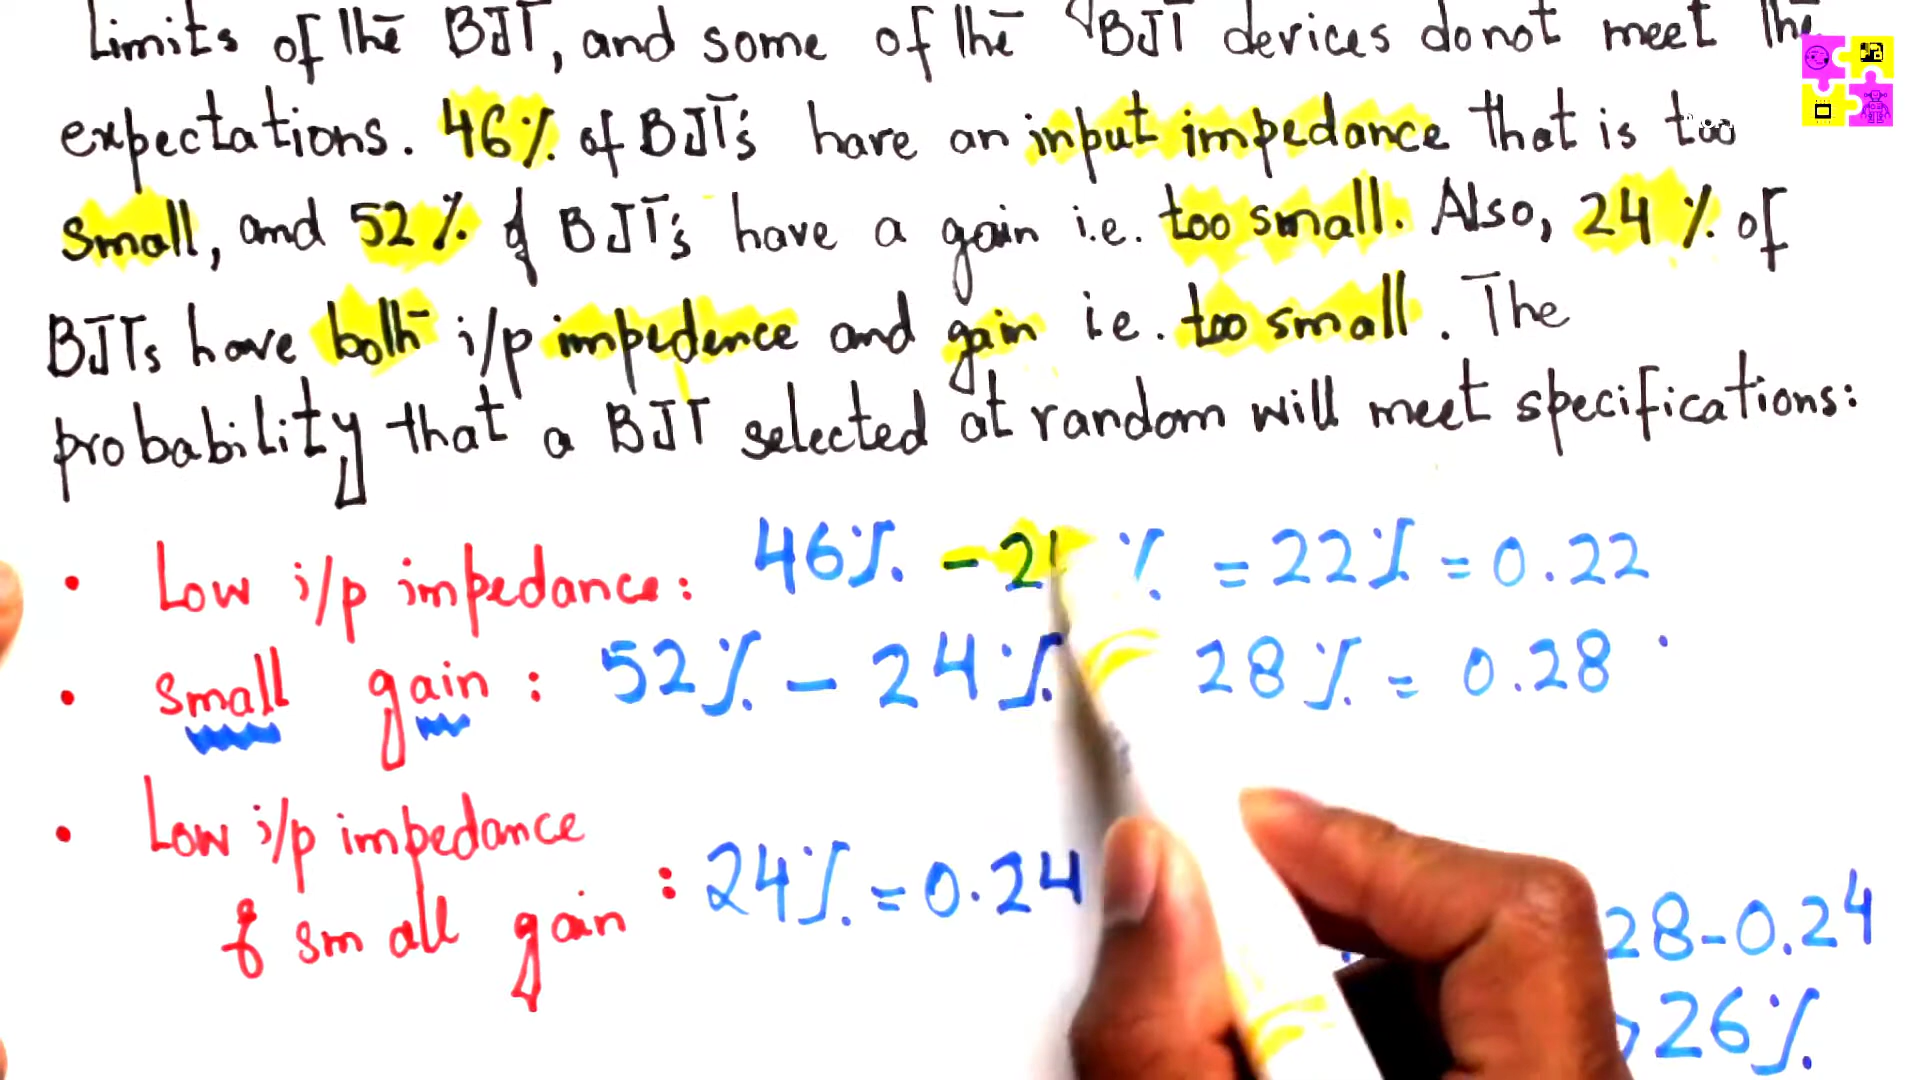 Limits of the BJT, and some of the BJT devices do not meet the
expectations. 46% of BJT's have an input impedance that is too
small, and 52% of BJT's have a gain i.e. too small. Also, 24% of
BJTs have both i/p impedence and gain i.e. too small. The
probability that a BJT selected at random will meet specifications:
• Low i/p impedance: 46% - 2 % = 22% = 0.22
• small gain : 52% - 24% 28% = 0.28
• Low i/p impedance
& small gain : 24% = 0.24
28-0.24
26%